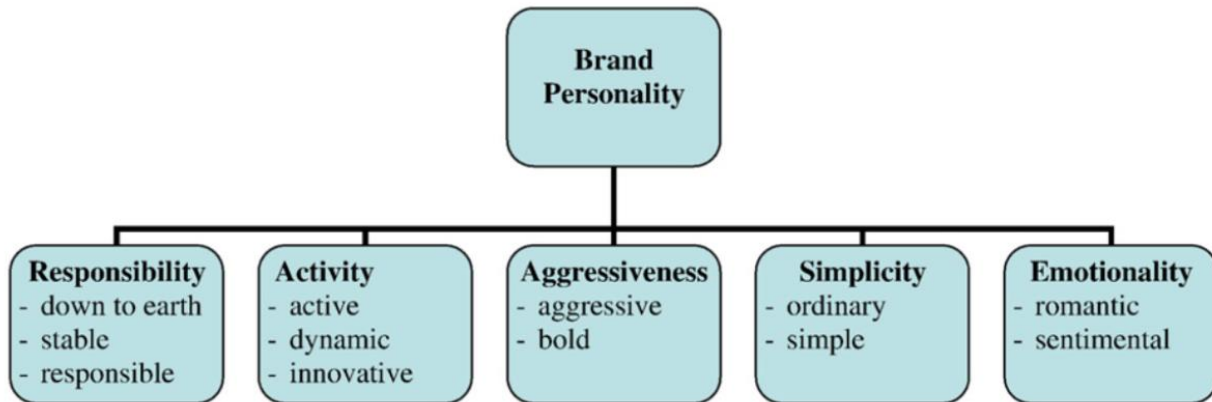 Brand
Personality
Responsibility
- down to earth
- stable
- responsible
Activity
- active
- dynamic
- innovative
Aggressiveness
- aggressive
- bold
Simplicity
- ordinary
- simple
Emotionality
- romantic
- sentimental